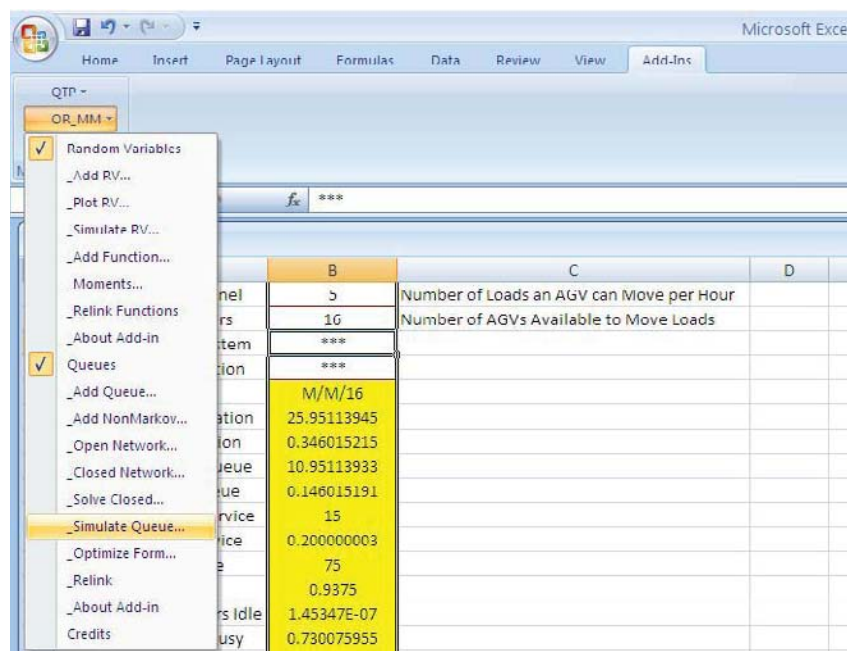 Microsoft Exce
Home Insert Page Layout Formulas Data Review View Add-Ins
QTP
OR_MM
Random Variables
_Add RV...
_Plot RV...
_Simulate RV...
_Add Function...
Moments...
_Relink Functions
_About Add-in
Queues
_Add Queue...
_Add NonMarkov...
_Open Network...
_Closed Network...
_Solve Closed...
_Simulate Queue...
_Optimize Form...
_Relink
_About Add-in
Credits
fx ***
B C D
nel 5 Number of Loads an AGV can Move per Hour
rs 16 Number of AGVs Available to Move Loads
tem ***
tion ***
M/M/16
ation 25.95113945
ion 0.346015215
ueue 10.95113933
ue 0.146015191
rvice 15
ice 0.200000003
e 75
0.9375
rs Idle 1.45347E-07
usy 0.730075955